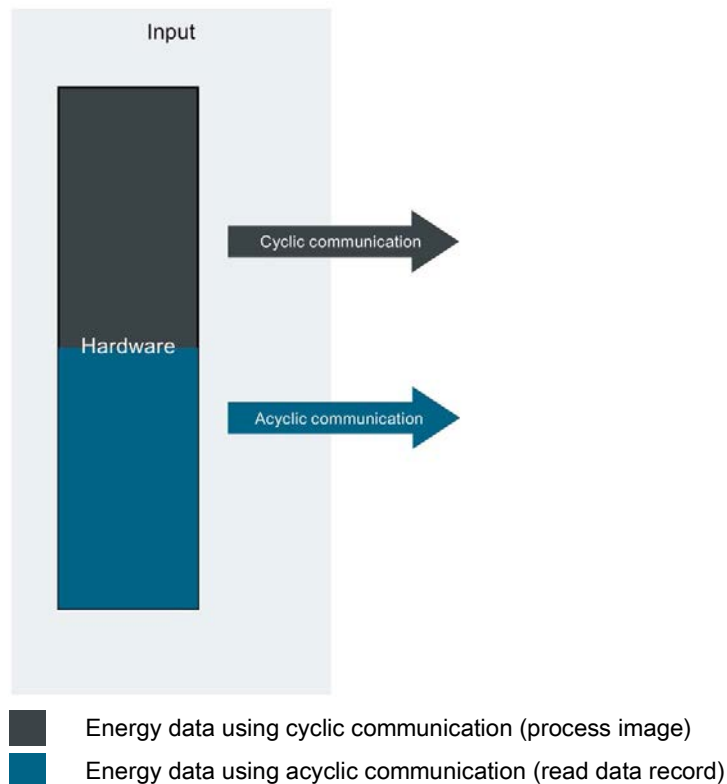 Input
Cyclic communication
Hardware
Acyclic communication
Energy data using cyclic communication (process image)
Energy data using acyclic communication (read data record)